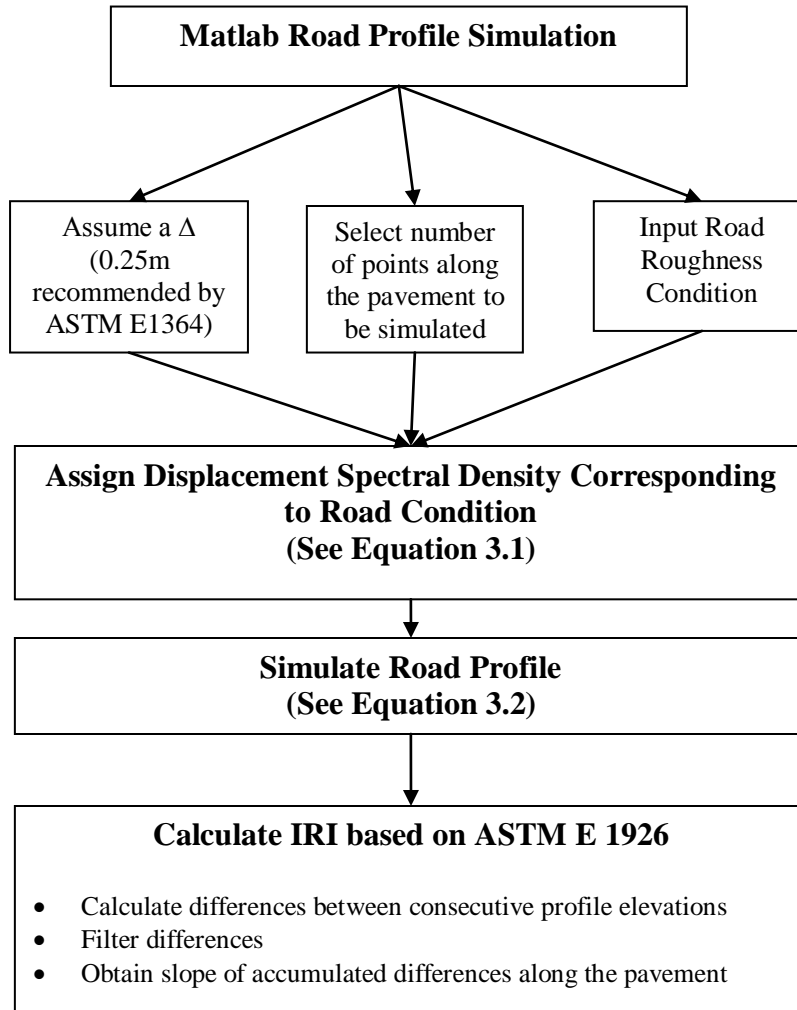 Matlab Road Profile Simulation
Assume a Δ
(0.25m
recommended by
ASTM E1364)
Select number
of points along
the pavement to
be simulated
Input Road
Roughness
Condition
Assign Displacement Spectral Density Corresponding
to Road Condition
(See Equation 3.1)
Simulate Road Profile
(See Equation 3.2)
Calculate IRI based on ASTM E 1926
• Calculate differences between consecutive profile elevations
• Filter differences
• Obtain slope of accumulated differences along the pavement